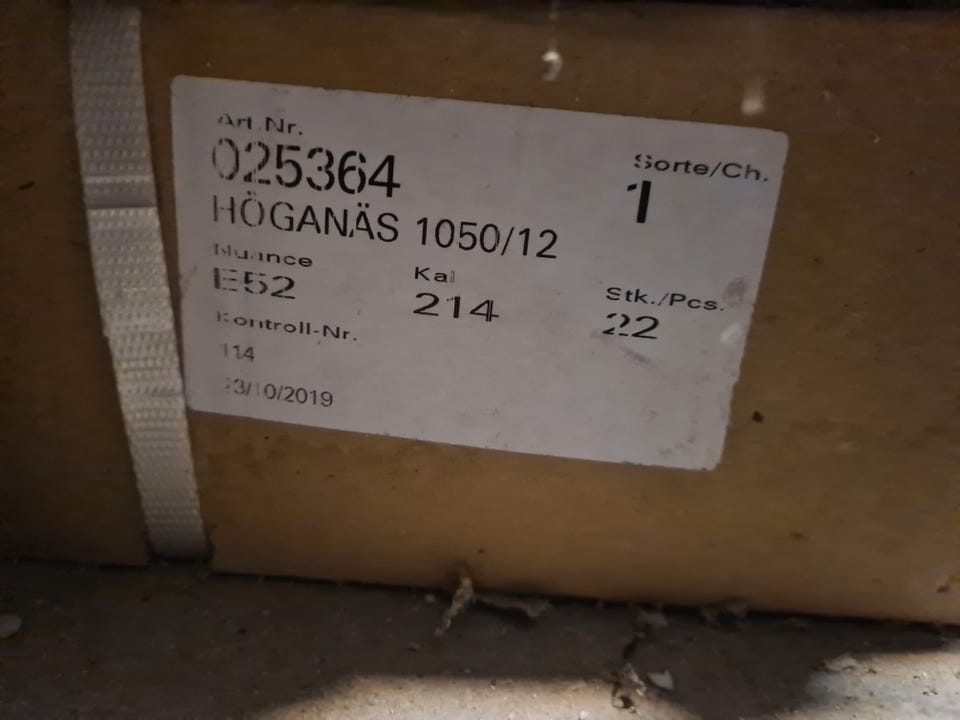 Art.Nr.
025364
Sorte/Ch.
1
HÖGANÄS 1050/12
Nuance
E52
Kal
214
Stk./Pcs.
22
Kontroll-Nr.
114
23/10/2019